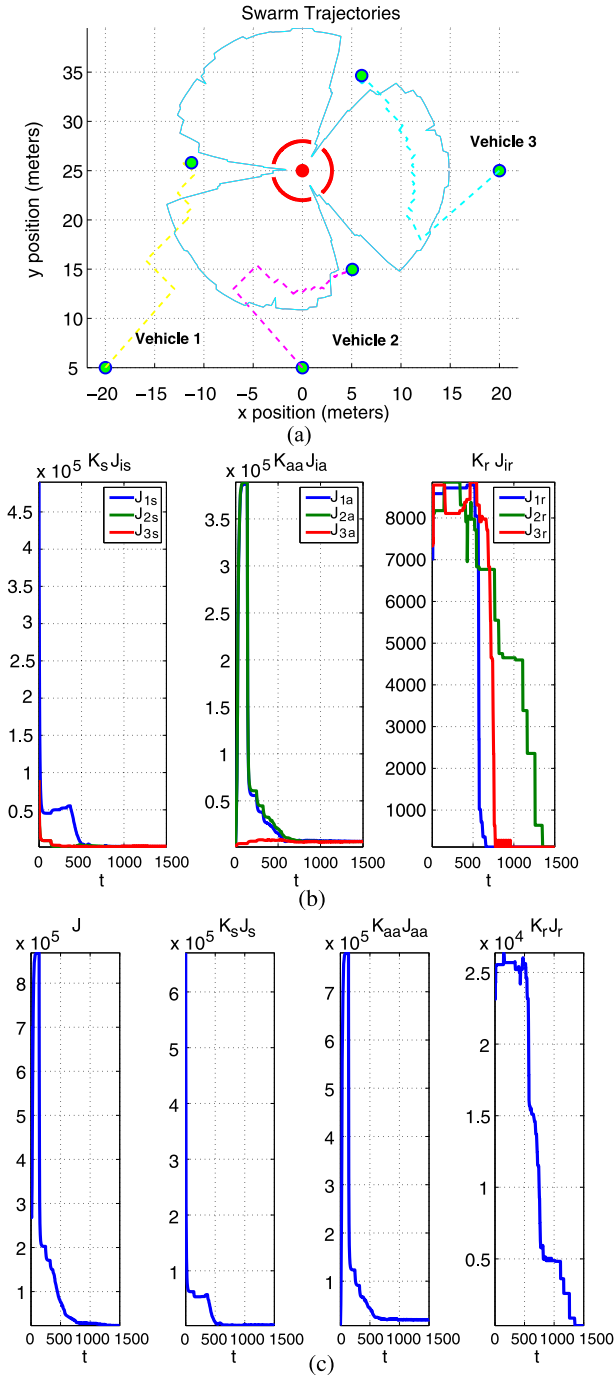 Swarm Trajectories
35
30
25
20
15
10
5
y position (meters)
Vehicle 3
Vehicle 1
Vehicle 2
−20 −15 −10 −5 0 5 10 15 20
x position (meters)
(a)
x 10^5 K_s J_is
J_1s
J_2s
J_3s
4.5
4
3.5
3
2.5
2
1.5
1
0.5
0 500 1000 1500
t
x 10^5 K_aa J_ia
J_1a
J_2a
J_3a
3.5
3
2.5
2
1.5
1
0.5
0 500 1000 1500
t
K_r J_ir
J_1r
J_2r
J_3r
8000
7000
6000
5000
4000
3000
2000
1000
0 500 1000 1500
t
(b)
J
x 10^5
8
7
6
5
4
3
2
1
0 500 1000 1500
t
K_s J_s
x 10^5
6
5
4
3
2
1
0 500 1000 1500
t
K_aa J_aa
x 10^5
7
6
5
4
3
2
1
0 500 1000 1500
t
K_r J_r
x 10^4
2.5
2
1.5
1
0.5
0 500 1000 1500
t
(c)